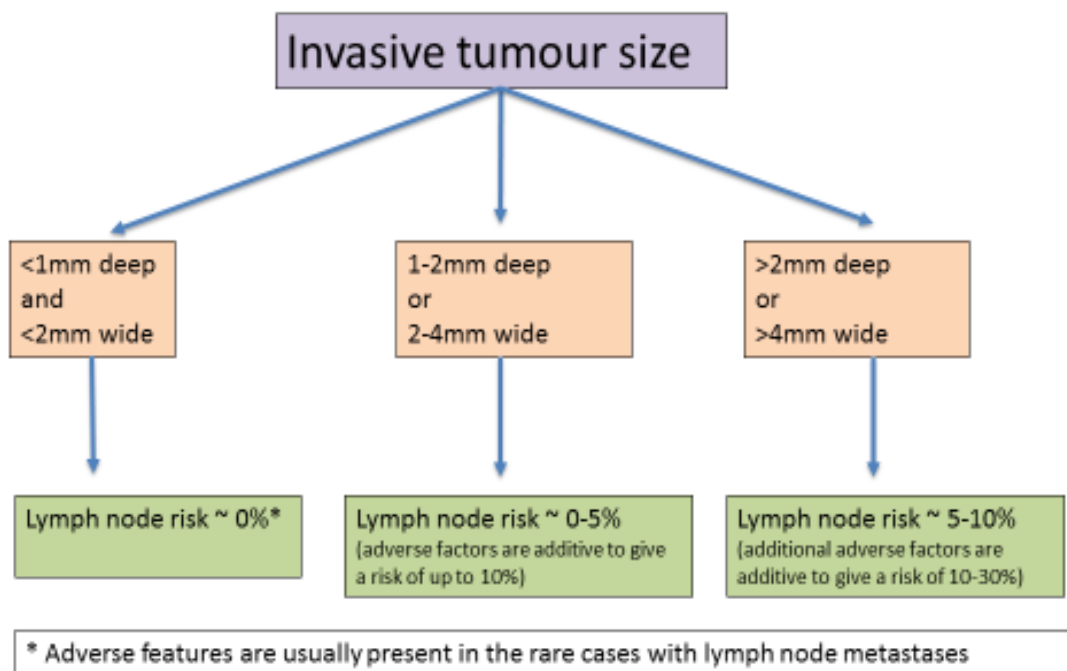 Invasive tumour size
<1mm deep
and
<2mm wide
1-2mm deep
or
2-4mm wide
>2mm deep
or
>4mm wide
Lymph node risk ~ 0%*
Lymph node risk ~ 0-5%
(adverse factors are additive to give
a risk of up to 10%)
Lymph node risk ~ 5-10%
(additional adverse factors are
additive to give a risk of 10-30%)
* Adverse features are usually present in the rare cases with lymph node metastases